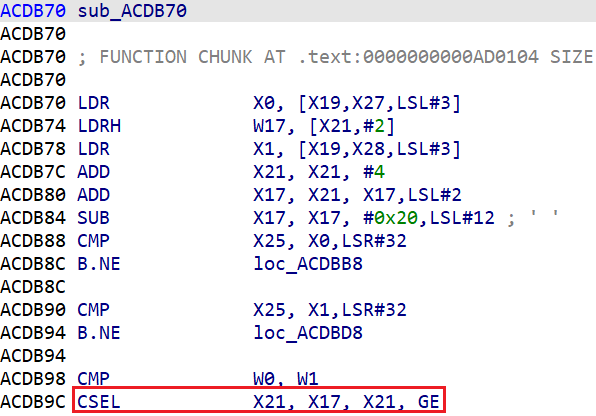 ACDB70 sub_ACDB70
ACDB70
ACDB70 ; FUNCTION CHUNK AT .text:0000000000AD0104 SIZE
ACDB70
ACDB70 LDR X0, [X19,X27,LSL#3]
ACDB74 LDRH W17, [X21,#2]
ACDB78 LDR X1, [X19,X28,LSL#3]
ACDB7C ADD X21, X21, #4
ACDB80 ADD X17, X21, X17,LSL#2
ACDB84 SUB X17, X17, #0x20,LSL#12 ; ' '
ACDB88 CMP X25, X0,LSR#32
ACDB8C B.NE loc_ACDBB8
ACDB8C
ACDB90 CMP X25, X1,LSR#32
ACDB94 B.NE loc_ACDBD8
ACDB94
ACDB98 CMP W0, W1
ACDB9C CSEL X21, X17, X21, GE